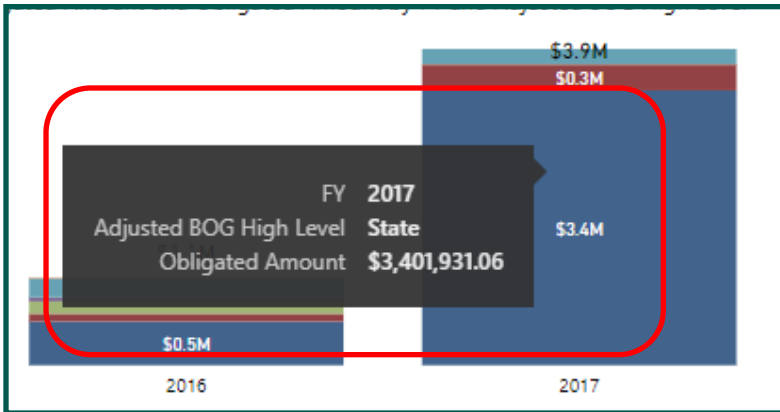 $3.9M
$0.3M
FY 2017
Adjusted BOG High Level State
$3.4M
Obligated Amount $3,401,931.06
$0.5M
2016 2017